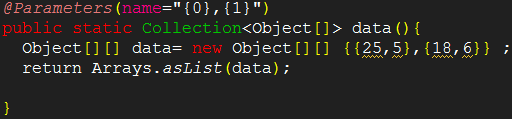 @Parameters(name="{0},{1}")
public static Collection<Object[]> data(){
Object[][] data= new Object[][] {{25,5},{18,6}} ;
return Arrays.asList(data);
}